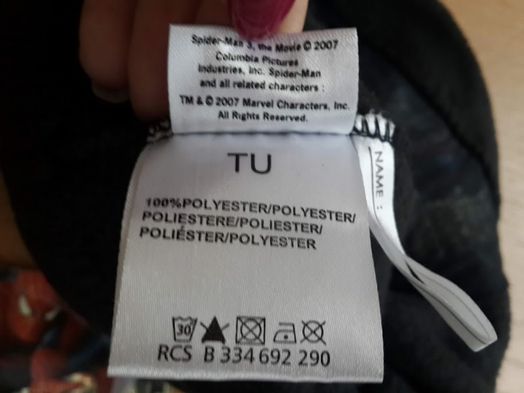 Spider-Man 3, the Movie © 2007
Columbia Pictures
Industries, Inc. Spider-Man
and all related characters :
TM & © 2007 Marvel Characters, Inc.
All Rights Reserved.
TU
100%POLYESTER/POLYESTER/
POLIESTERE/POLIESTER/
POLIÉSTER/POLYESTER
30
RCS B 334 692 290
NAME :